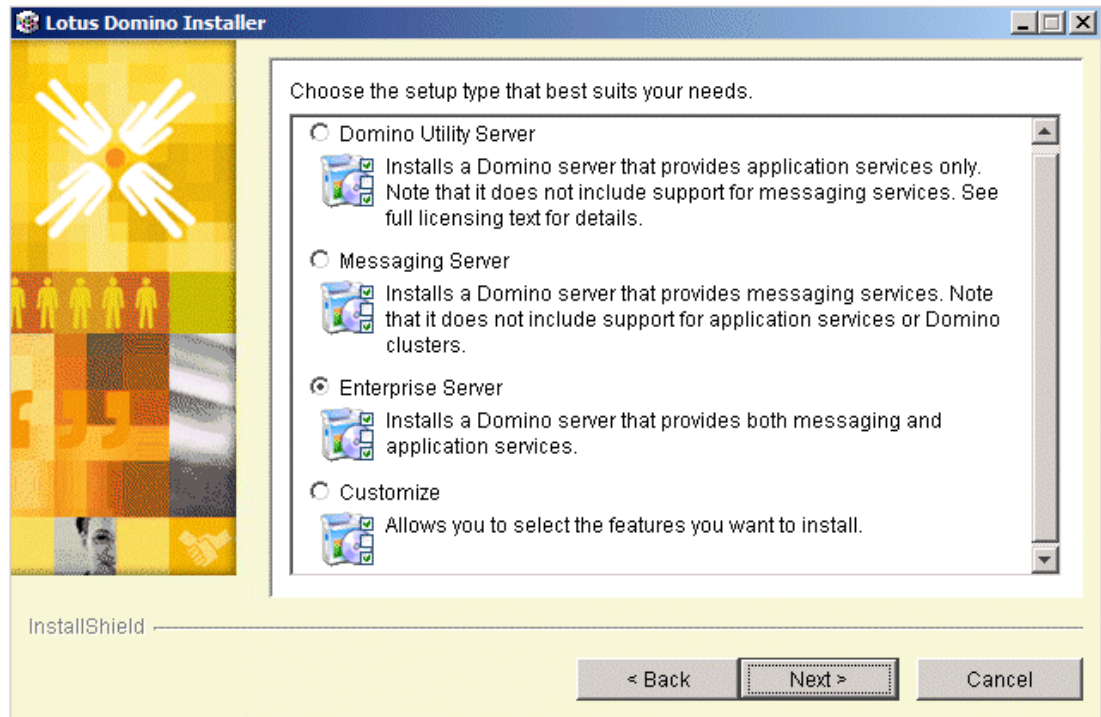 Lotus Domino Installer
Choose the setup type that best suits your needs.
Domino Utility Server
Installs a Domino server that provides application services only.
Note that it does not include support for messaging services. See
full licensing text for details.
Messaging Server
Installs a Domino server that provides messaging services. Note
that it does not include support for application services or Domino
clusters.
Enterprise Server
Installs a Domino server that provides both messaging and
application services.
Customize
Allows you to select the features you want to install.
InstallShield
< Back
Next >
Cancel